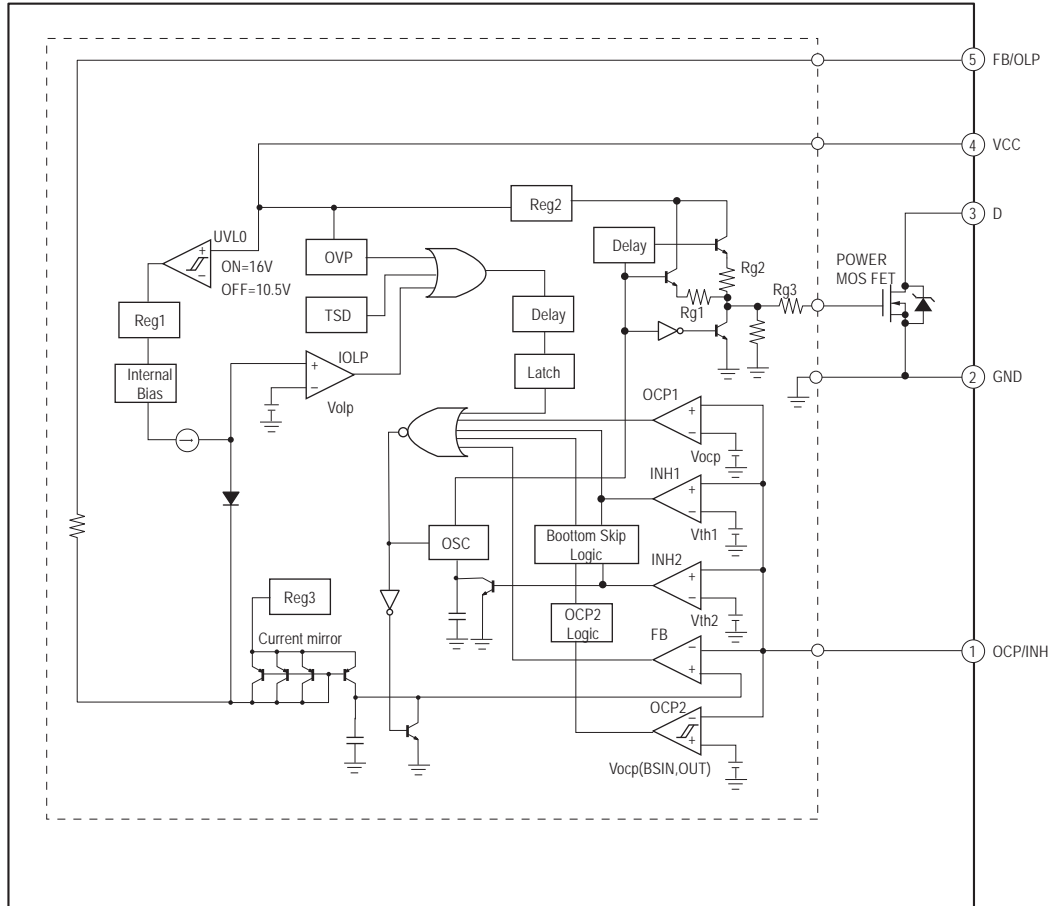 5 FB/OLP
4 VCC
Reg2
3 D
UVL0
+
−
ON=16V
OFF=10.5V
OVP
Delay
Rg2
POWER
MOS FET
Rg3
Rg1
TSD
Delay
Reg1
IOLP
+
−
Volp
Internal
Bias
Latch
2 GND
OCP1
+
−
Vocp
INH1
+
−
Vth1
OSC
Boottom Skip
Logic
INH2
+
−
Vth2
Reg3
OCP2
Logic
FB
−
+
Current mirror
1 OCP/INH
OCP2
−
+
Vocp(BSIN,OUT)